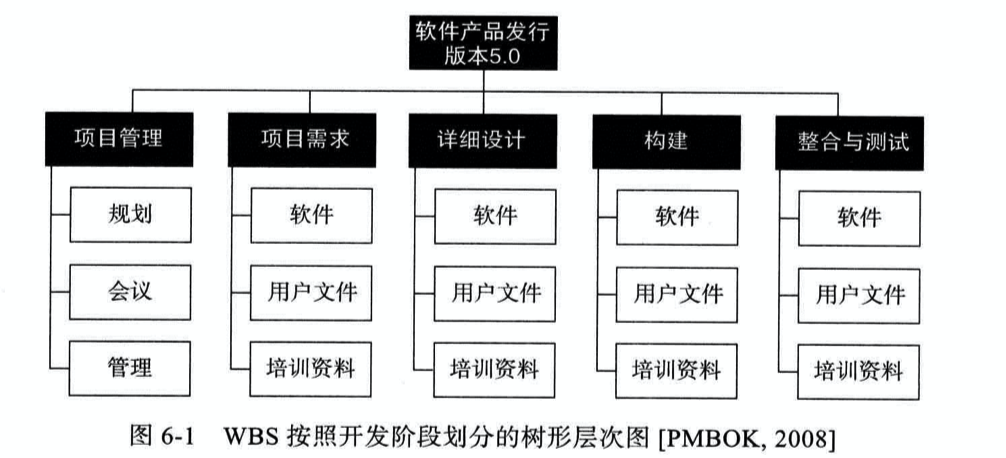 软件产品发行
版本5.0
项目管理
项目需求
详细设计
构建
整合与测试
规划
软件
软件
软件
软件
会议
用户文件
用户文件
用户文件
用户文件
管理
培训资料
培训资料
培训资料
培训资料
图 6-1 WBS 按照开发阶段划分的树形层次图 [PMBOK, 2008]